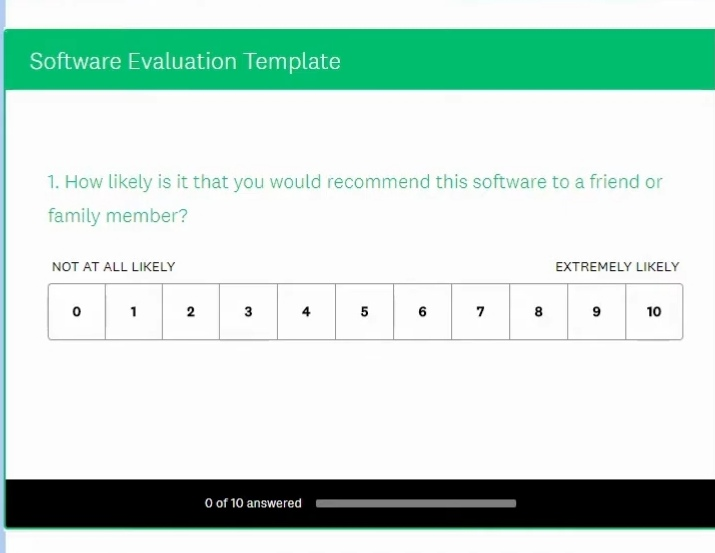 Software Evaluation Template
1. How likely is it that you would recommend this software to a friend or
family member?
NOT AT ALL LIKELY EXTREMELY LIKELY
0 1 2 3 4 5 6 7 8 9 10
0 of 10 answered